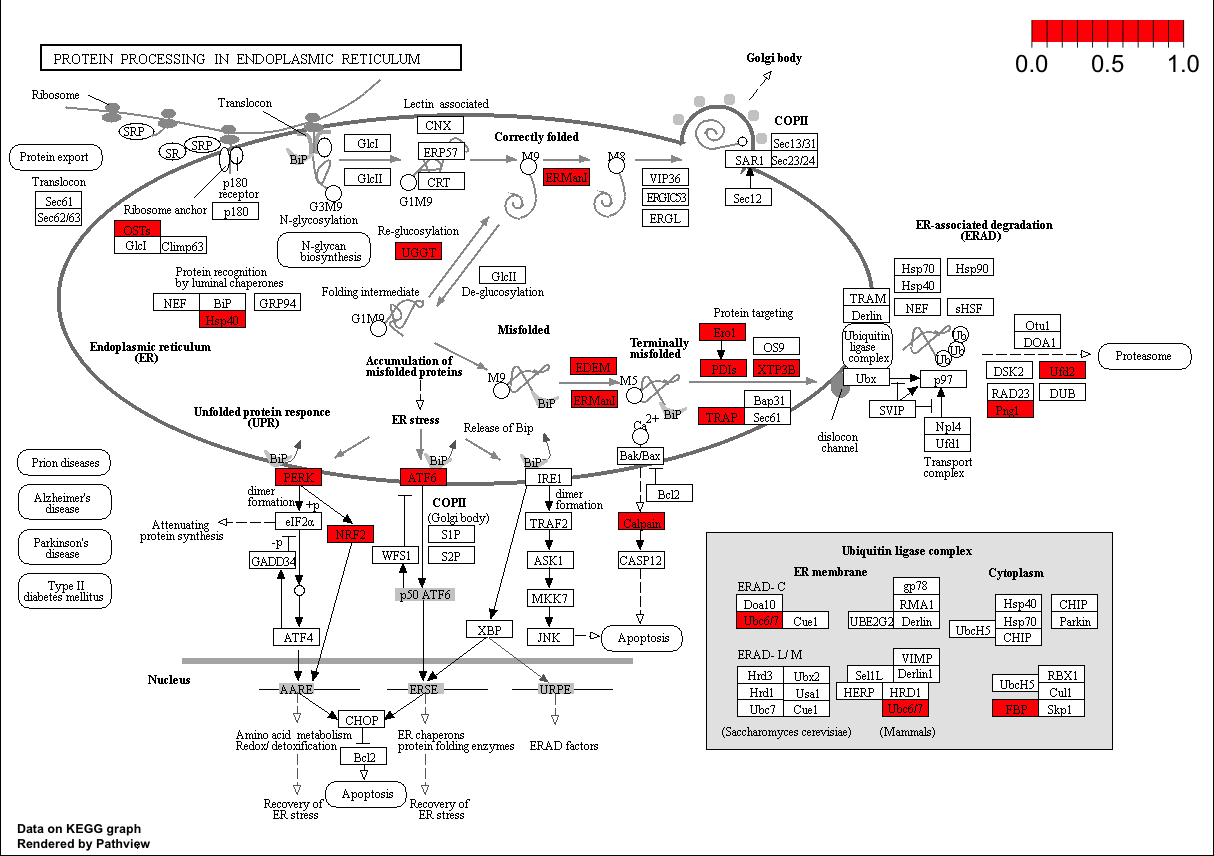 PROTEIN PROCESSING IN ENDOPLASMIC RETICULUM
0.0 0.5 1.0
Golgi body
Ribosome
Translocon
Lectin associated
SRP
SR
SRP
BiP
GlcI
GlcII
CNX
ERP57
CRT
G1M9
Correctly folded
M9
ERManI
M8
VIP36
ERGIC53
ERGL
COPII
Sec13/31
SAR1
Sec23/24
Sec12
Protein export
Translocon
Sec61
Sec62/63
p180
receptor
p180
Ribosome anchor
OSTs
GlcI
Climp63
G3M9
N-glycosylation
N-glycan
biosynthesis
Re-glucosylation
UGGT
GlcII
De-glucosylation
Protein recognition
by luminal chaperones
NEF
BiP
GRP94
Hsp40
Folding intermediate
G1M9
Endoplasmic reticulum
(ER)
Misfolded
Accumulation of
misfolded proteins
M9
BiP
EDEM
ERManI
Terminally
misfolded
M5
BiP
Protein targeting
Ero1
OS9
PDIs
XTP3B
Bap31
TRAP
Sec61
ER-associated degradation
(ERAD)
Hsp70
Hsp90
Hsp40
NEF
sHSF
TRAM
Derlin
Ubiquitin
ligase
complex
Ub
Ub
Ub
Otu1
DOA1
Proteasome
DSK2
Ufd2
RAD23
DUB
Png1
Ubx
p97
SVIP
Npl4
Ufd1
Transport
complex
dislocon
channel
Unfolded protein responce
(UPR)
ER stress
Release of Bip
BiP
BiP
BiP
PERK
ATF6
IRE1
Ca2+
Bak/Bax
Bcl2
Calpain
CASP12
Apoptosis
Prion diseases
Alzheimer's
disease
Parkinson's
disease
Type II
diabetes mellitus
dimer
formation
+p
Attenuating
protein synthesis
eIF2α
-p
GADD34
NRF2
ATF4
COPII
(Golgi body)
S1P
S2P
WFS1
p50 ATF6
dimer
formation
TRAF2
ASK1
MKK7
JNK
XBP
Nucleus
AARE
ERSE
URPE
CHOP
Bcl2
Apoptosis
Amino acid metabolism
Redox/ detoxification
ER chaperons
protein folding enzymes
ERAD factors
Recovery of
ER stress
Recovery of
ER stress
Ubiquitin ligase complex
ER membrane
Cytoplasm
ERAD- C
Doa10
Ubc6/7
Cue1
gp78
RMA1
UBE2G2
Derlin
UbcH5
Hsp40
Hsp70
CHIP
CHIP
Parkin
ERAD- L/ M
Hrd3
Ubx2
Hrd1
Usa1
Ubc7
Cue1
VIMP
Sel1L
Derlin1
HERP
HRD1
Ubc6/7
UbcH5
RBX1
Cul1
FBP
Skp1
(Saccharomyces cerevisiae)
(Mammals)
Data on KEGG graph
Rendered by Pathview